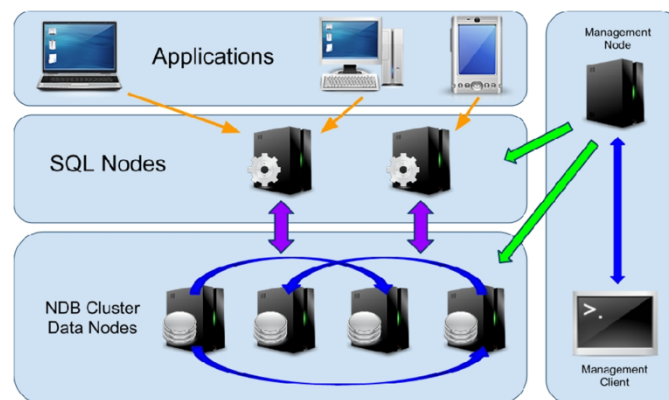 Applications
Management
Node
SQL Nodes
NDB Cluster
Data Nodes
>.
Management
Client